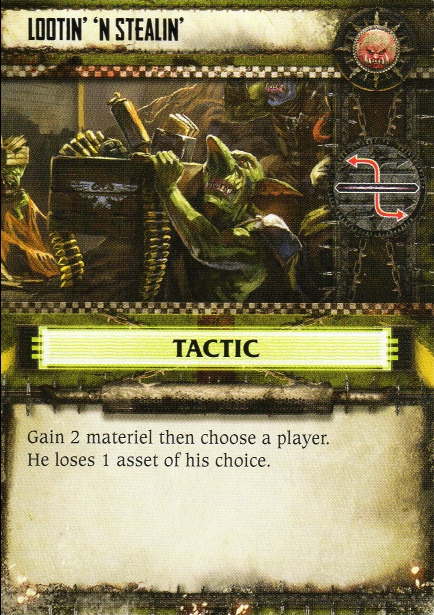 LOOTIN' 'N STEALIN'
TACTIC
Gain 2 materiel then choose a player.
He loses 1 asset of his choice.